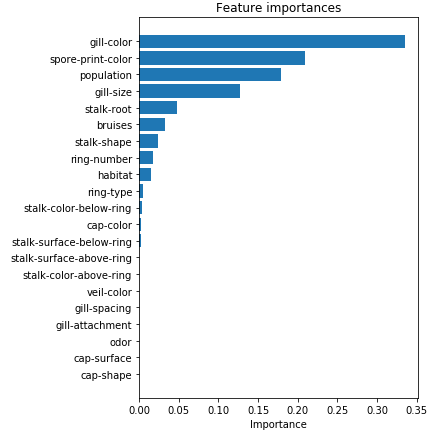 Feature importances
gill-color
spore-print-color
population
gill-size
stalk-root
bruises
stalk-shape
ring-number
habitat
ring-type
stalk-color-below-ring
cap-color
stalk-surface-below-ring
stalk-surface-above-ring
stalk-color-above-ring
veil-color
gill-spacing
gill-attachment
odor
cap-surface
cap-shape
0.00 0.05 0.10 0.15 0.20 0.25 0.30 0.35
Importance